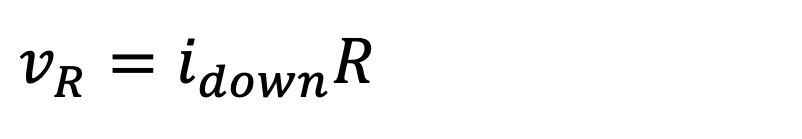 v_R = i_down R